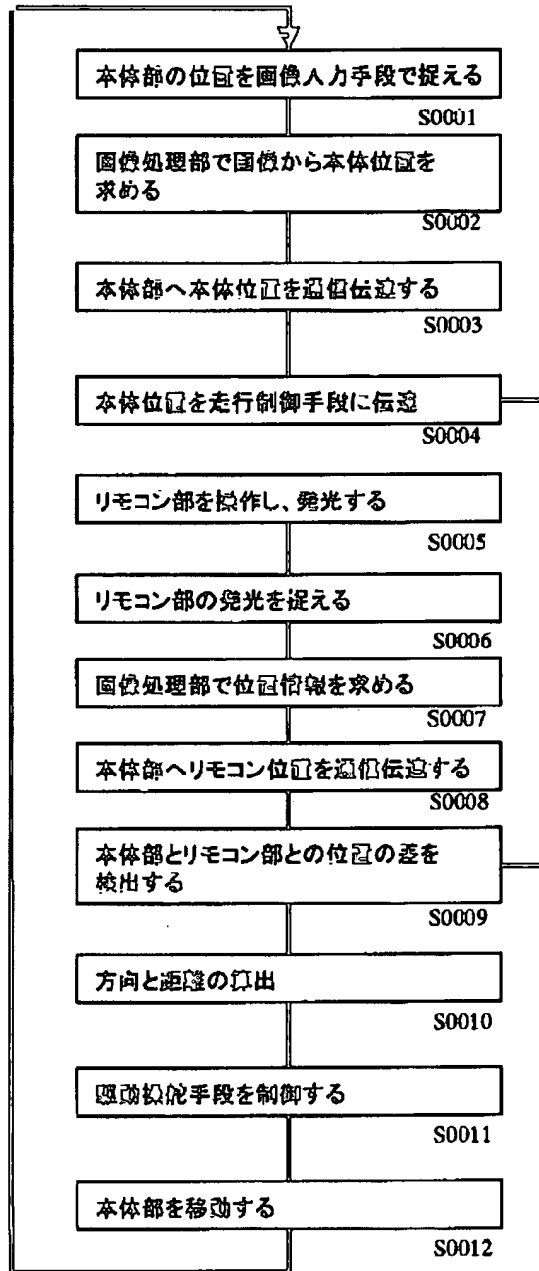 本体部の位置を画像入力手段で捉える
S0001
画像処理部で画像から本体位置を
求める
S0002
本体部へ本体位置を通信伝達する
S0003
本体位置を走行制御手段に伝達
S0004
リモコン部を操作し、発光する
S0005
リモコン部の発光を捉える
S0006
画像処理部で位置情報を求める
S0007
本体部へリモコン位置を通信伝達する
S0008
本体部とリモコン部との位置の差を
検出する
S0009
方向と距離の算出
S0010
駆動操舵手段を制御する
S0011
本体部を移動する
S0012